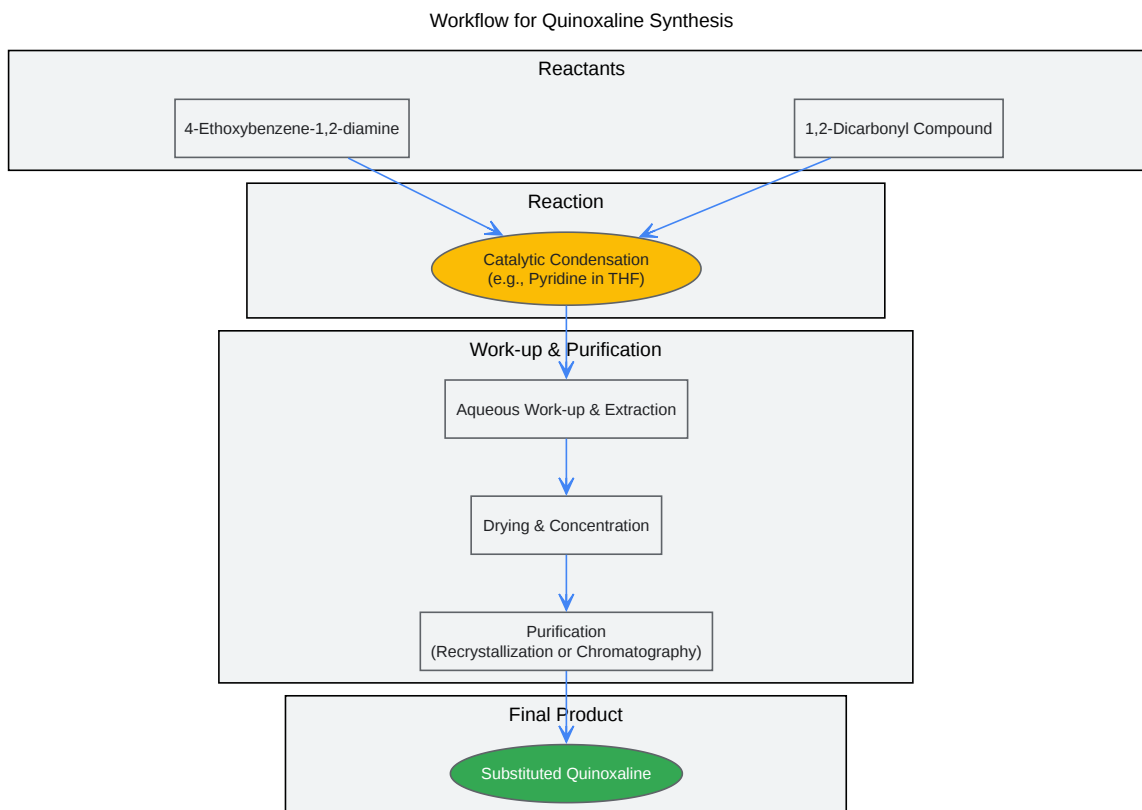 Workflow for Quinoxaline Synthesis
Reactants
4-Ethoxybenzene-1,2-diamine
1,2-Dicarbonyl Compound
Reaction
Catalytic Condensation
(e.g., Pyridine in THF)
Work-up & Purification
Aqueous Work-up & Extraction
Drying & Concentration
Purification
(Recrystallization or Chromatography)
Final Product
Substituted Quinoxaline